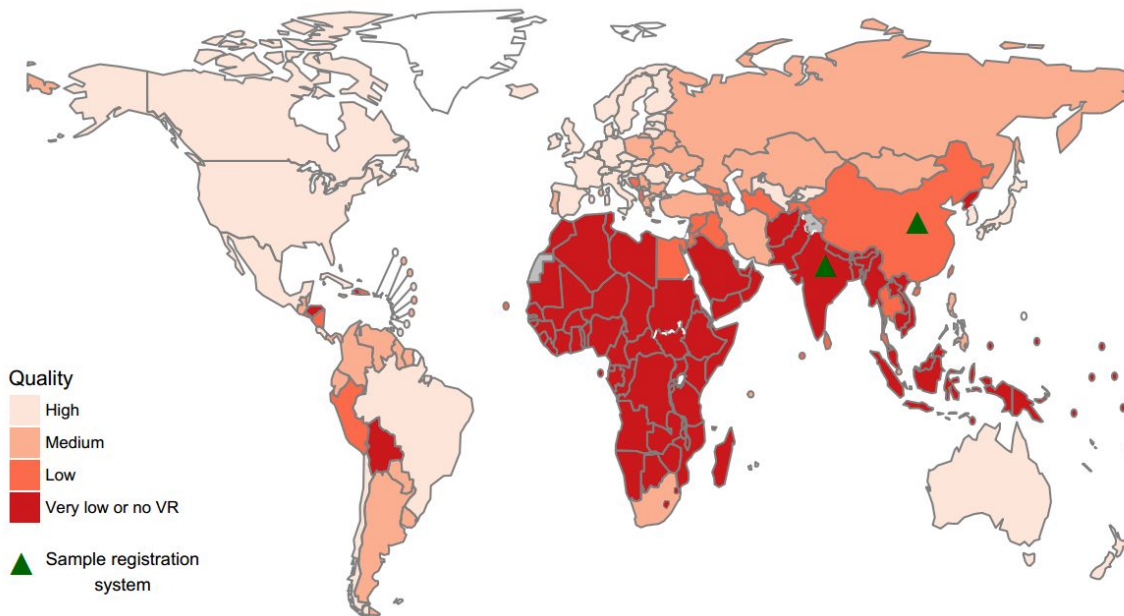 Quality
High
Medium
Low
Very low or no VR
Sample registration
system